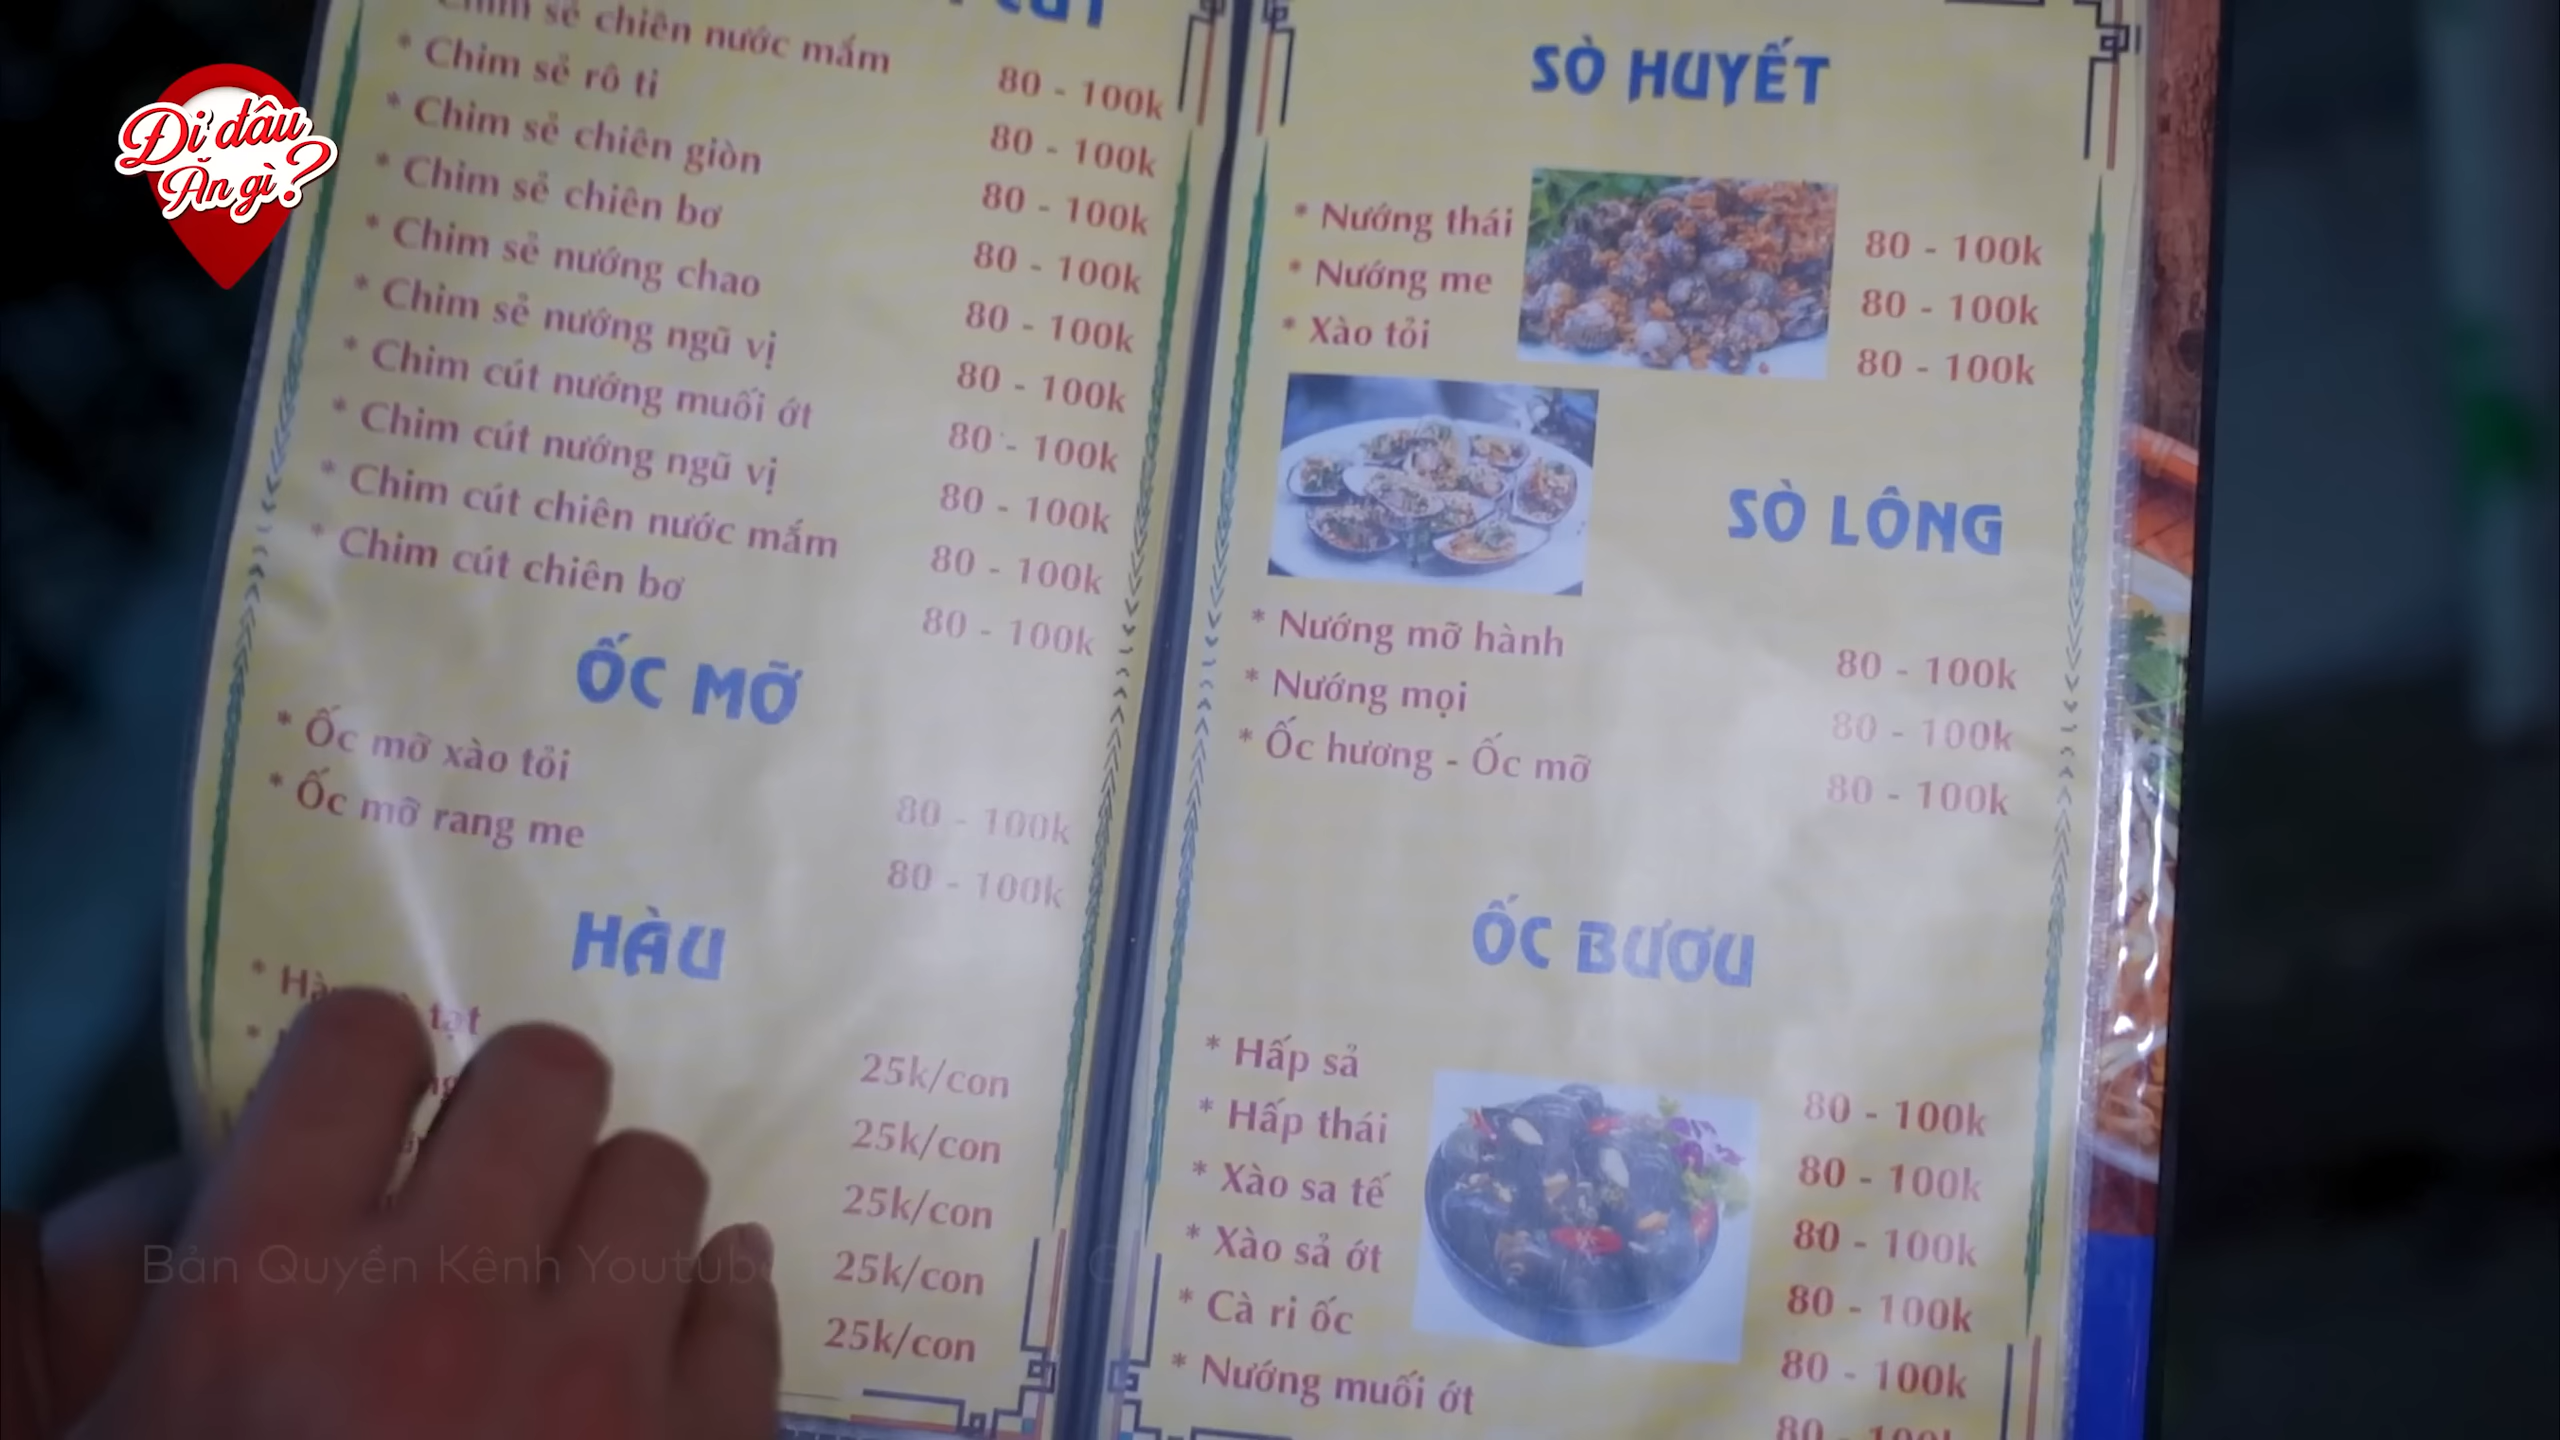 Đi đâu
Ăn gì?
sẻ chiên nước mắm 80 - 100k
* Chim sẻ rô ti 80 - 100k
* Chim sẻ chiên giòn 80 - 100k
* Chim sẻ chiên bơ 80 - 100k
* Chim sẻ nướng chao 80 - 100k
* Chim sẻ nướng ngũ vị 80 - 100k
* Chim cút nướng muối ớt 80 - 100k
* Chim cút nướng ngũ vị 80 - 100k
* Chim cút chiên nước mắm 80 - 100k
* Chim cút chiên bơ 80 - 100k
ỐC MỠ
* Ốc mỡ xào tỏi 80 - 100k
* Ốc mỡ rang me 80 - 100k
HÀU
tạt 25k/con
25k/con
25k/con
25k/con
25k/con
SÒ HUYẾT
* Nướng thái 80 - 100k
* Nướng me 80 - 100k
* Xào tỏi 80 - 100k
SÒ LÔNG
* Nướng mỡ hành 80 - 100k
* Nướng mọi 80 - 100k
* Ốc hương - Ốc mỡ 80 - 100k
ỐC BƯƠU
* Hấp sả 80 - 100k
* Hấp thái 80 - 100k
* Xào sa tế 80 - 100k
* Xào sả ớt 80 - 100k
* Cà ri ốc 80 - 100k
* Nướng muối ớt 80 - 100k
Bản Quyền Kênh Youtube